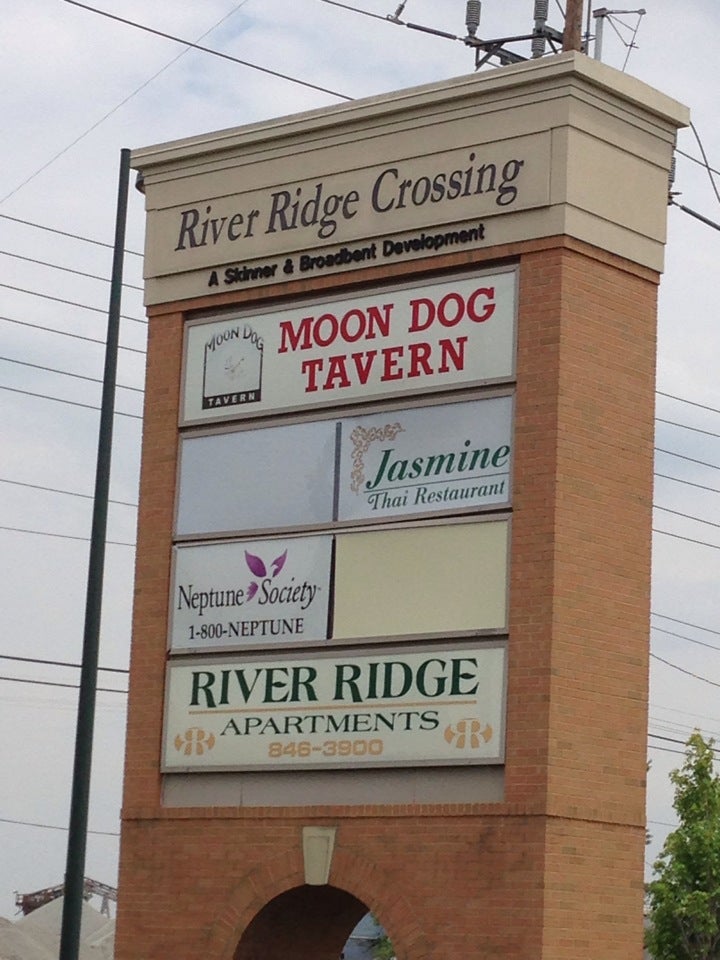 River Ridge Crossing
A Skinner & Broadbent Development
MOON DOG
TAVERN
MOON DOG
TAVERN
Jasmine
Thai Restaurant
Neptune Society
1-800-NEPTUNE
RIVER RIDGE
APARTMENTS
R R
846-3900